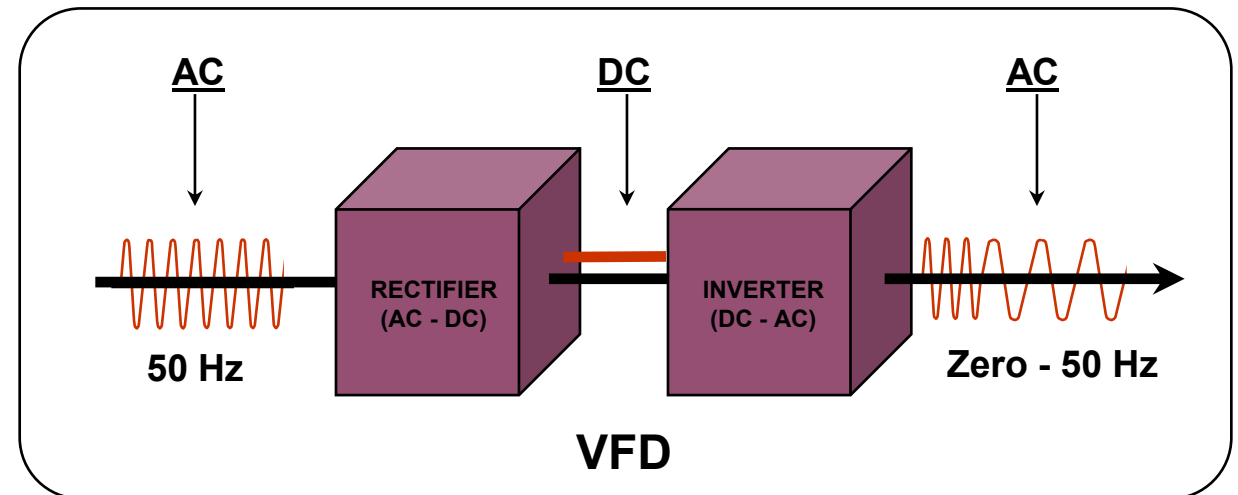 AC
DC
AC
RECTIFIER
(AC - DC)
INVERTER
(DC - AC)
50 Hz
Zero - 50 Hz
VFD